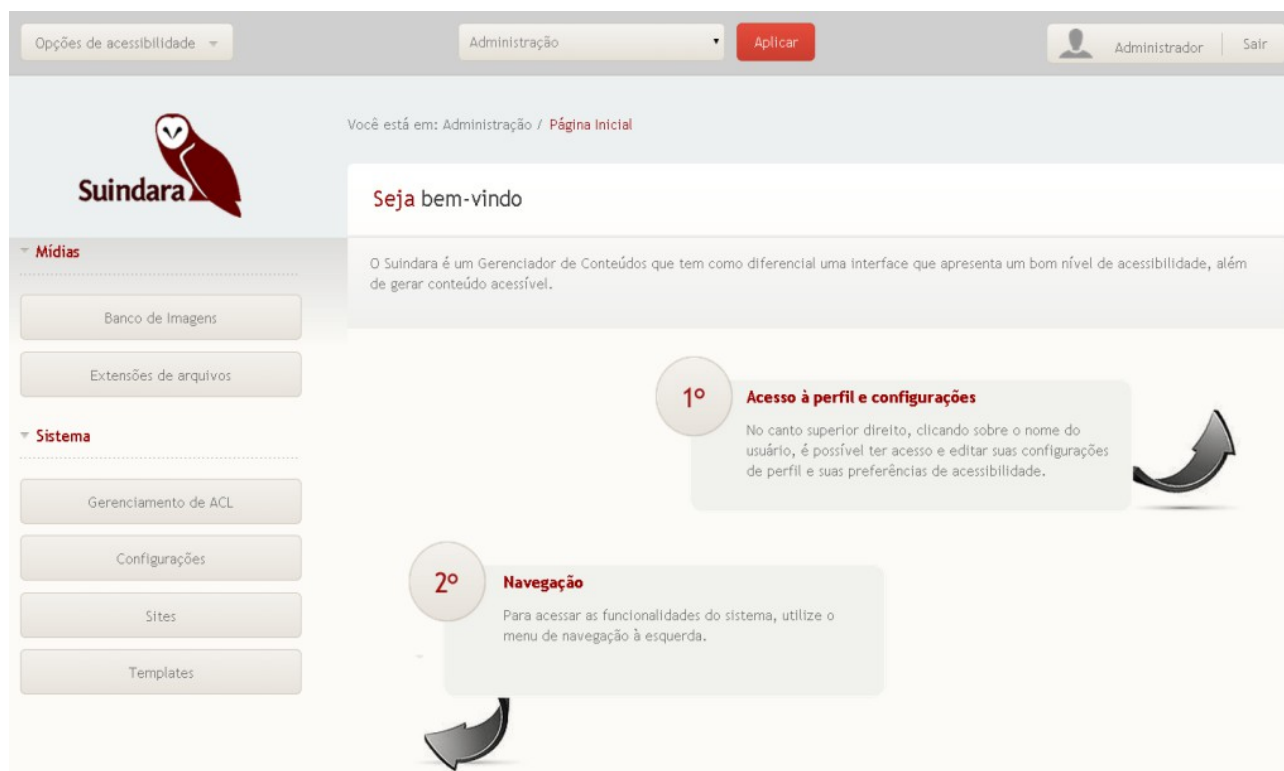 Opções de acessibilidade
Administração
Aplicar
Administrador
Sair
Suindara
Você está em: Administração / Página Inicial
Seja bem-vindo
O Suindara é um Gerenciador de Conteúdos que tem como diferencial uma interface que apresenta um bom nível de acessibilidade, além
de gerar conteúdo acessível.
Mídias
Banco de Imagens
Extensões de arquivos
Sistema
Gerenciamento de ACL
Configurações
Sites
Templates
1º
Acesso à perfil e configurações
No canto superior direito, clicando sobre o nome do
usuário, é possível ter acesso e editar suas configurações
de perfil e suas preferências de acessibilidade.
2º
Navegação
Para acessar as funcionalidades do sistema, utilize o
menu de navegação à esquerda.